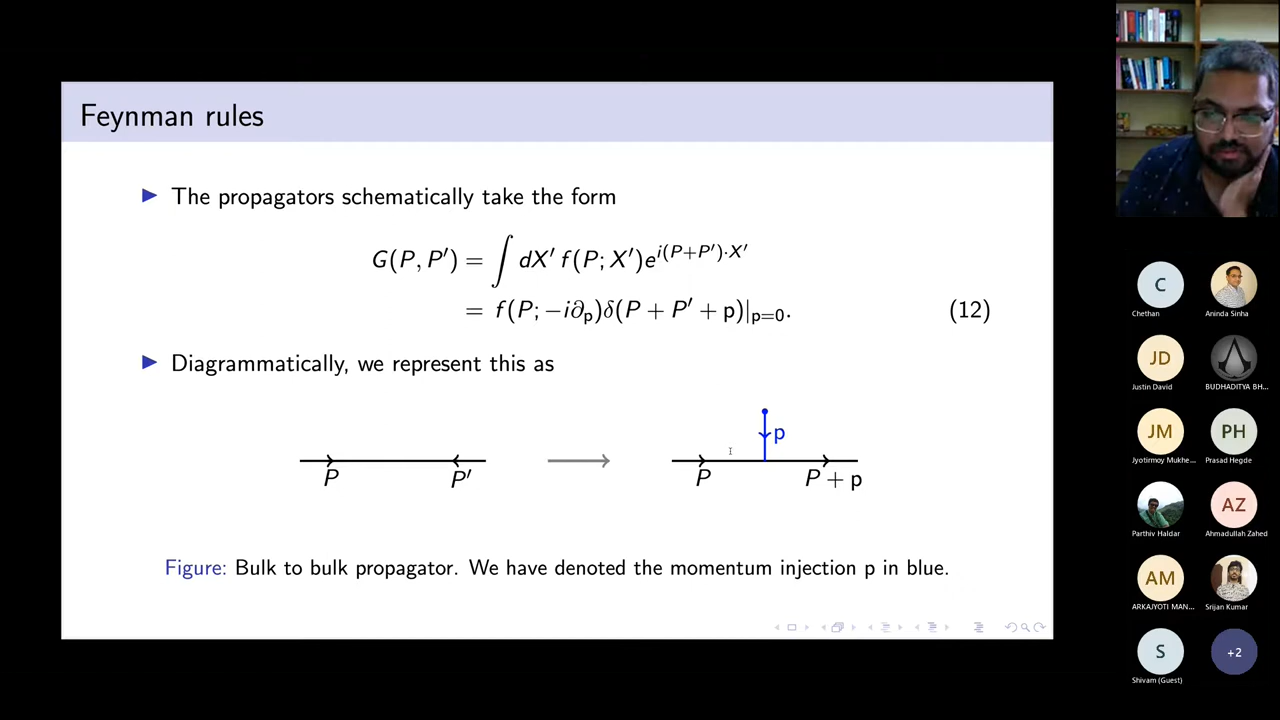 Feynman rules
▶ The propagators schematically take the form
G(P, P′) = ∫ dX′ f(P; X′)e^{i(P+P′)·X′}
= f(P; −i∂ₚ)δ(P + P′ + p)|ₚ₌₀. (12)
▶ Diagrammatically, we represent this as
p
P P′ P P + p
Figure: Bulk to bulk propagator. We have denoted the momentum injection p in blue.
C
Chethan Aninda Sinha
JD
Justin David BUDHADITYA BH...
JM PH
Jyotirmoy Mukhe... Prasad Hegde
AZ
Parthiv Haldar Ahmadullah Zahed
AM
ARKAJYOTI MAN... Srijan Kumar
S +2
Shivam (Guest)